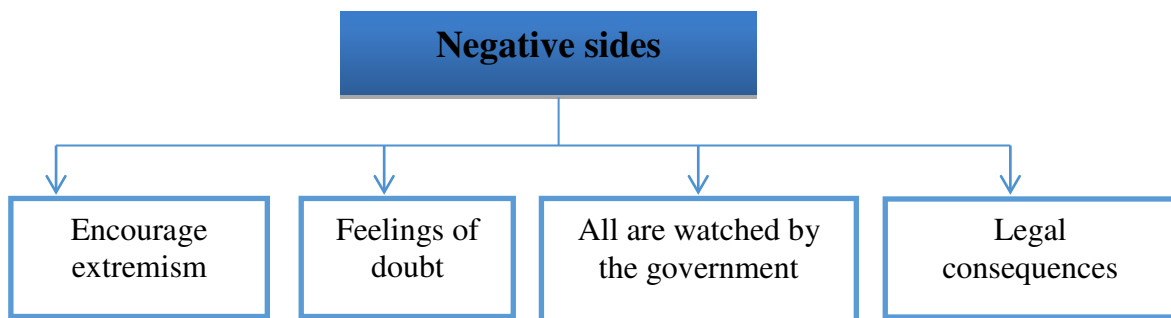 Negative sides
Encourage
extremism
Feelings of
doubt
All are watched by
the government
Legal
consequences